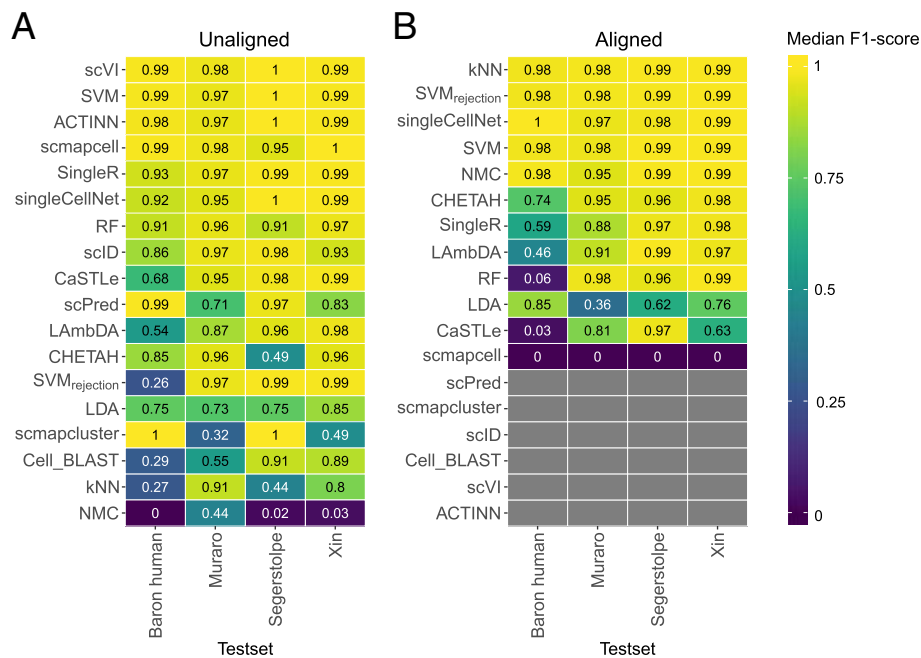 A
B
Unaligned
Aligned
Median F1-score
scVI 0.99 0.98 1 0.99
SVM 0.99 0.97 1 0.99
ACTINN 0.98 0.97 1 0.99
scmapcell 0.99 0.98 0.95 1
SingleR 0.93 0.97 0.99 0.99
singleCellNet 0.92 0.95 1 0.99
RF 0.91 0.96 0.91 0.97
scID 0.86 0.97 0.98 0.93
CaSTLe 0.68 0.95 0.98 0.99
scPred 0.99 0.71 0.97 0.83
LAmbDA 0.54 0.87 0.96 0.98
CHETAH 0.85 0.96 0.49 0.96
SVMrejection 0.26 0.97 0.99 0.99
LDA 0.75 0.73 0.75 0.85
scmapcluster 1 0.32 1 0.49
Cell_BLAST 0.29 0.55 0.91 0.89
kNN 0.27 0.91 0.44 0.8
NMC 0 0.44 0.02 0.03
Baron human
Muraro
Segerstolpe
Xin
Testset
kNN 0.98 0.98 0.99 0.99
SVMrejection 0.98 0.98 0.99 0.99
singleCellNet 1 0.97 0.98 0.99
SVM 0.98 0.98 0.99 0.99
NMC 0.98 0.95 0.99 0.99
CHETAH 0.74 0.95 0.96 0.98
SingleR 0.59 0.88 0.97 0.98
LAmbDA 0.46 0.91 0.99 0.97
RF 0.06 0.98 0.96 0.99
LDA 0.85 0.36 0.62 0.76
CaSTLe 0.03 0.81 0.97 0.63
scmapcell 0 0 0 0
scPred
scmapcluster
scID
Cell_BLAST
scVI
ACTINN
Baron human
Muraro
Segerstolpe
Xin
Testset
1
0.75
0.5
0.25
0